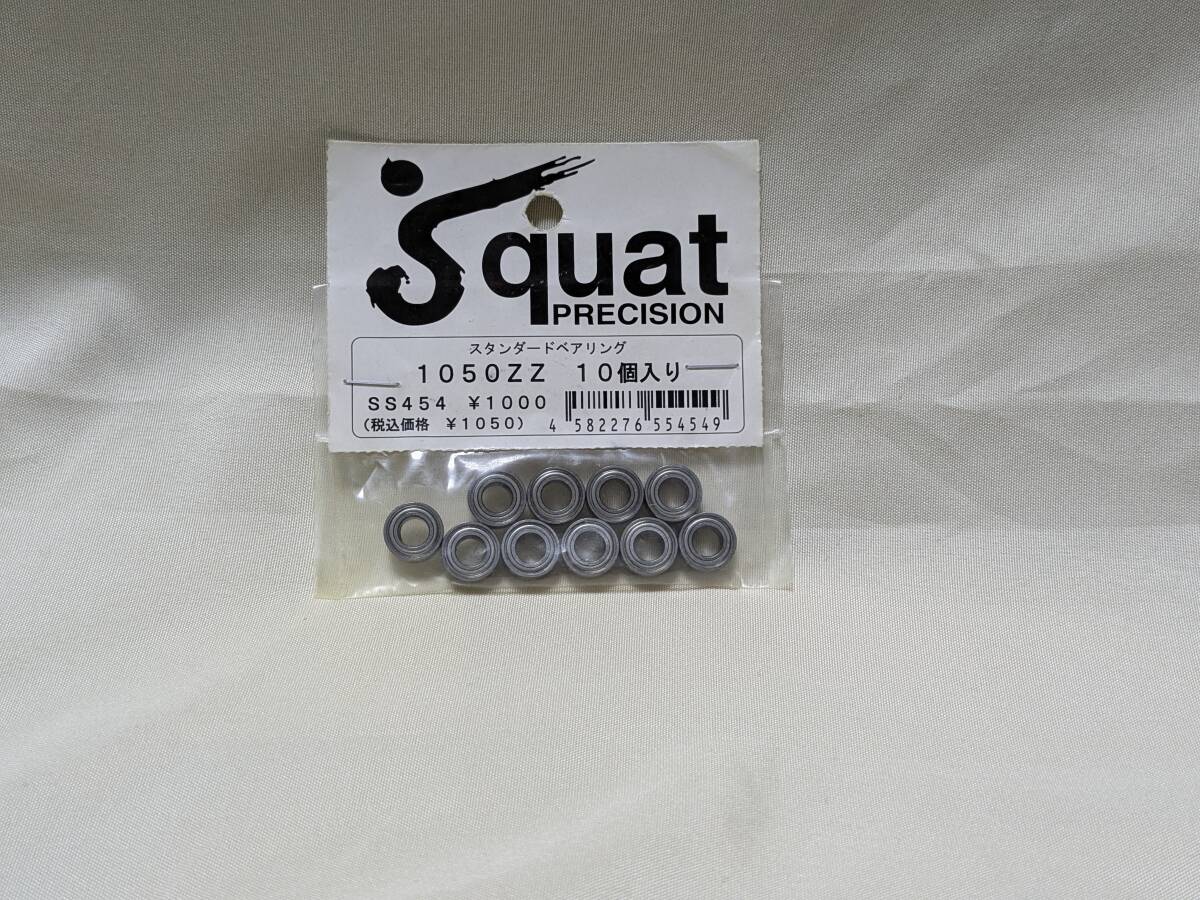 Squat
PRECISION
スタンダードベアリング
1050ZZ 10個入り
SS454 ¥1000
(税込価格 ¥1050)
4 582276 554549